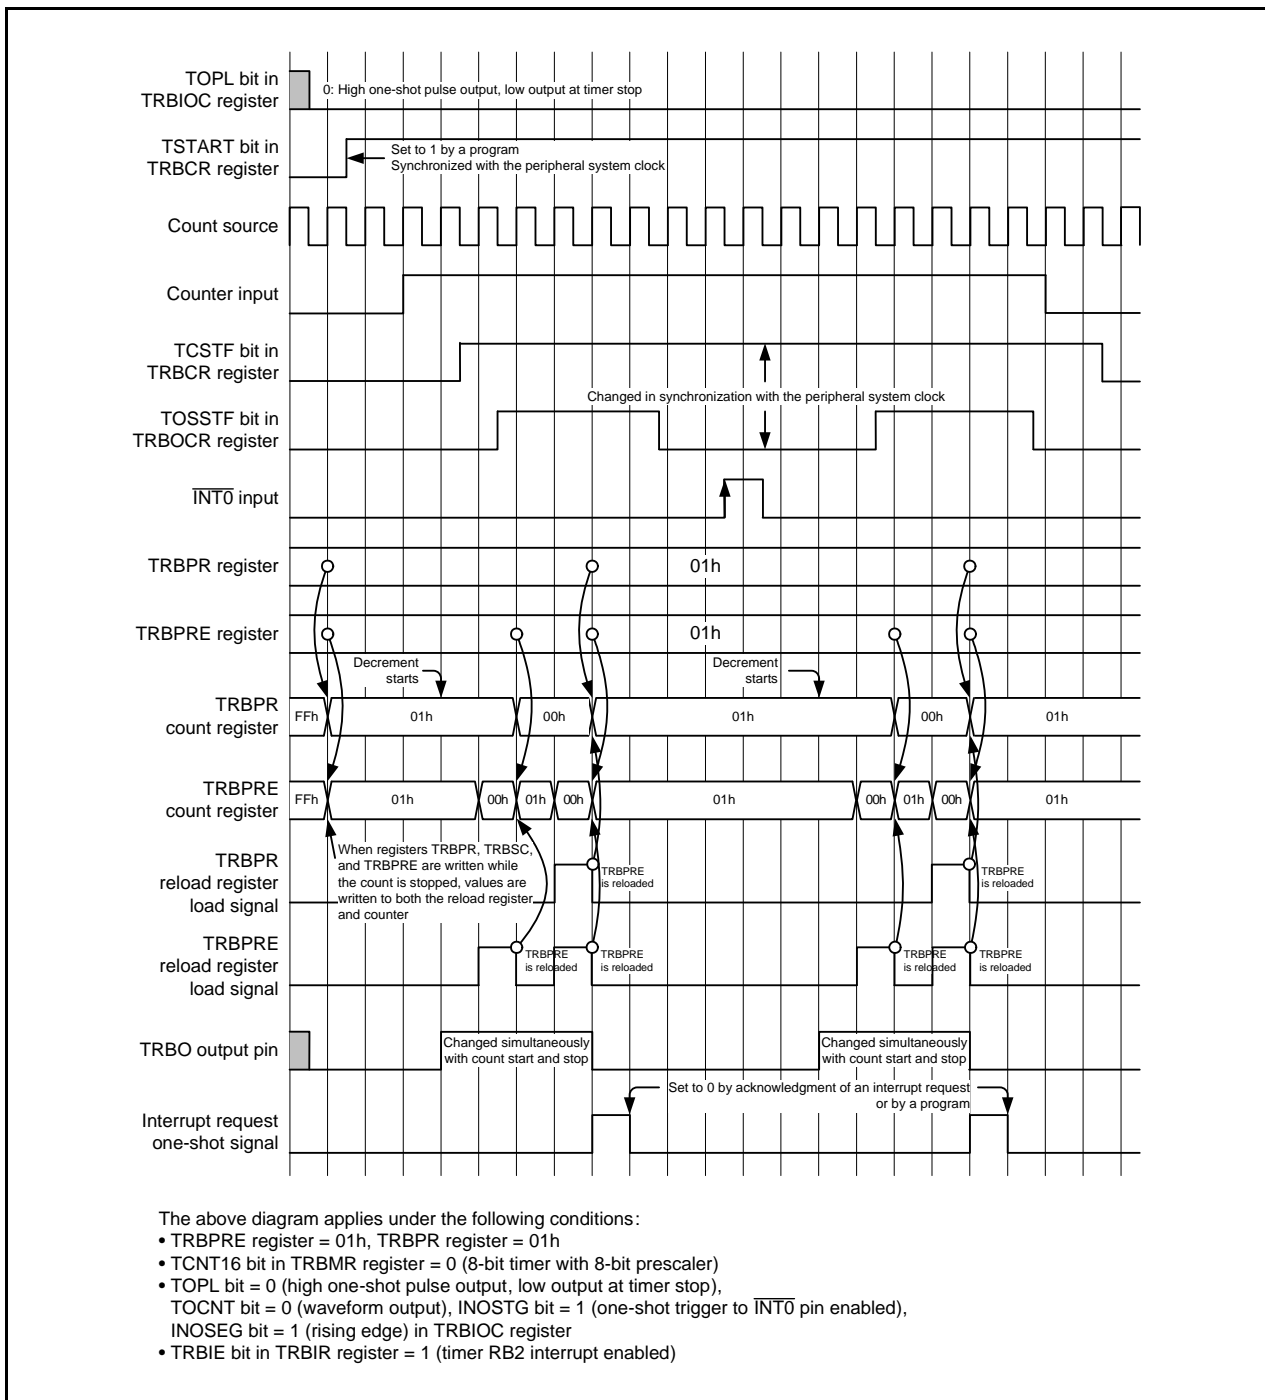 TOPL bit in
TRBIOC register
0: High one-shot pulse output, low output at timer stop
TSTART bit in
TRBCR register
Set to 1 by a program
Synchronized with the peripheral system clock
Count source
Counter input
TCSTF bit in
TRBCR register
Changed in synchronization with the peripheral system clock
TOSSTF bit in
TRBOCR register
INT0 input
TRBPR register
01h
TRBPRE register
01h
Decrement
starts
Decrement
starts
TRBPR
count register
FFh
01h
00h
01h
00h
01h
TRBPRE
count register
FFh
01h
00h
01h
00h
01h
00h
01h
00h
01h
When registers TRBPR, TRBSC,
and TRBPRE are written while
the count is stopped, values are
written to both the reload register
and counter
TRBPR
reload register
load signal
TRBPRE
is reloaded
TRBPRE
is reloaded
TRBPRE
reload register
load signal
TRBPRE
is reloaded
TRBPRE
is reloaded
TRBPRE
is reloaded
TRBPRE
is reloaded
TRBO output pin
Changed simultaneously
with count start and stop
Changed simultaneously
with count start and stop
Set to 0 by acknowledgment of an interrupt request
or by a program
Interrupt request
one-shot signal
The above diagram applies under the following conditions:
• TRBPRE register = 01h, TRBPR register = 01h
• TCNT16 bit in TRBMR register = 0 (8-bit timer with 8-bit prescaler)
• TOPL bit = 0 (high one-shot pulse output, low output at timer stop),
TOCNT bit = 0 (waveform output), INOSTG bit = 1 (one-shot trigger to INT0 pin enabled),
INOSEG bit = 1 (rising edge) in TRBIOC register
• TRBIE bit in TRBIR register = 1 (timer RB2 interrupt enabled)